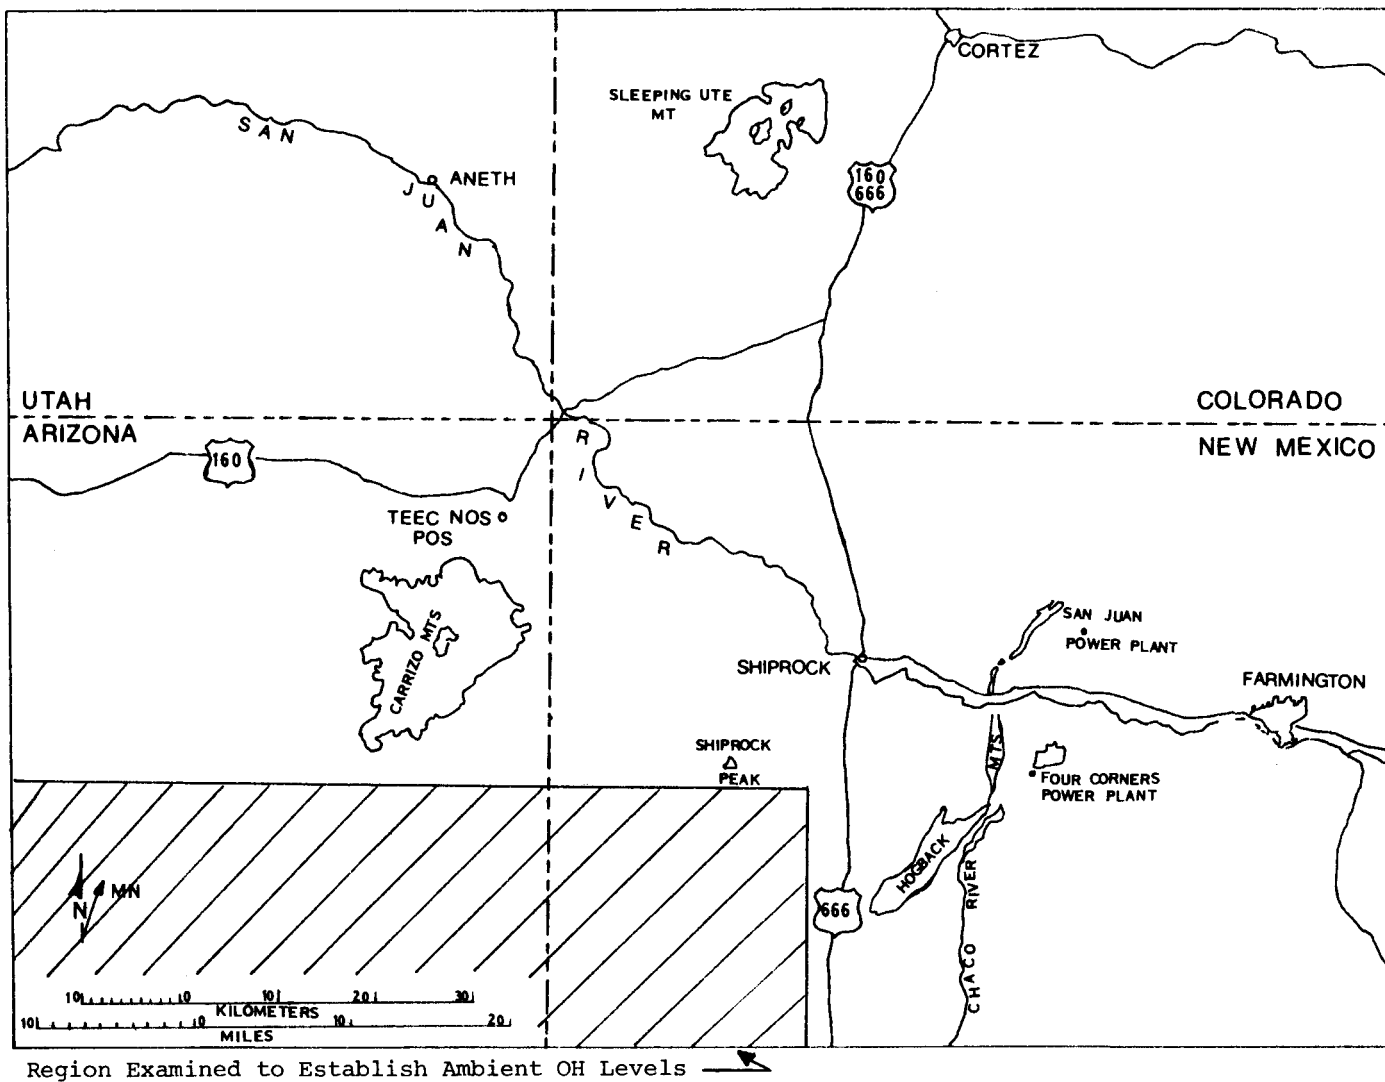 CORTEZ
SLEEPING UTE
MT
SAN
JUAN
ANETH
160
666
UTAH
ARIZONA
COLORADO
NEW MEXICO
RIVER
160
TEEC NOS
POS
CARRIZO MTS
SAN JUAN
POWER PLANT
SHIPROCK
FARMINGTON
SHIPROCK
PEAK
MTS
FOUR CORNERS
POWER PLANT
HOGBACK
CHACO RIVER
666
MN
N
10 0 10 20 30
KILOMETERS
10 0 10 20
MILES
Region Examined to Establish Ambient OH Levels